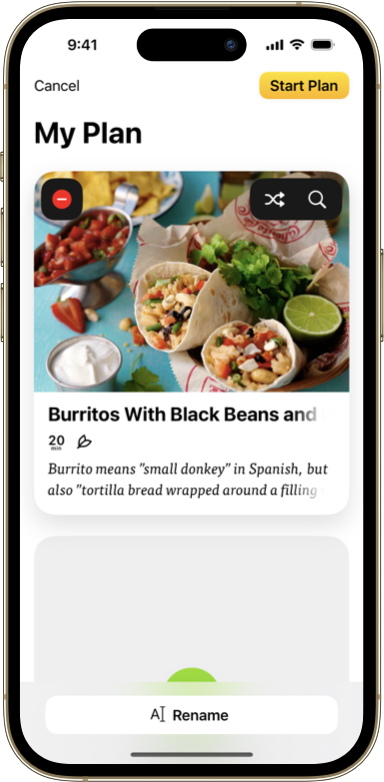 9:41
Cancel
Start Plan
My Plan
Burritos With Black Beans and
20
min
Burrito means "small donkey" in Spanish, but
also "tortilla bread wrapped around a filling
Rename